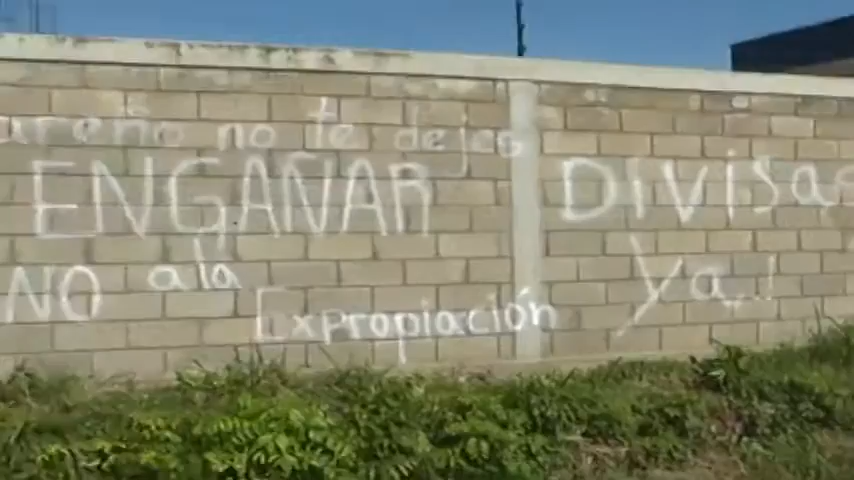 no te dejes
ENGAÑAR
NO a la
Expropiación
DIVISAS
ya!